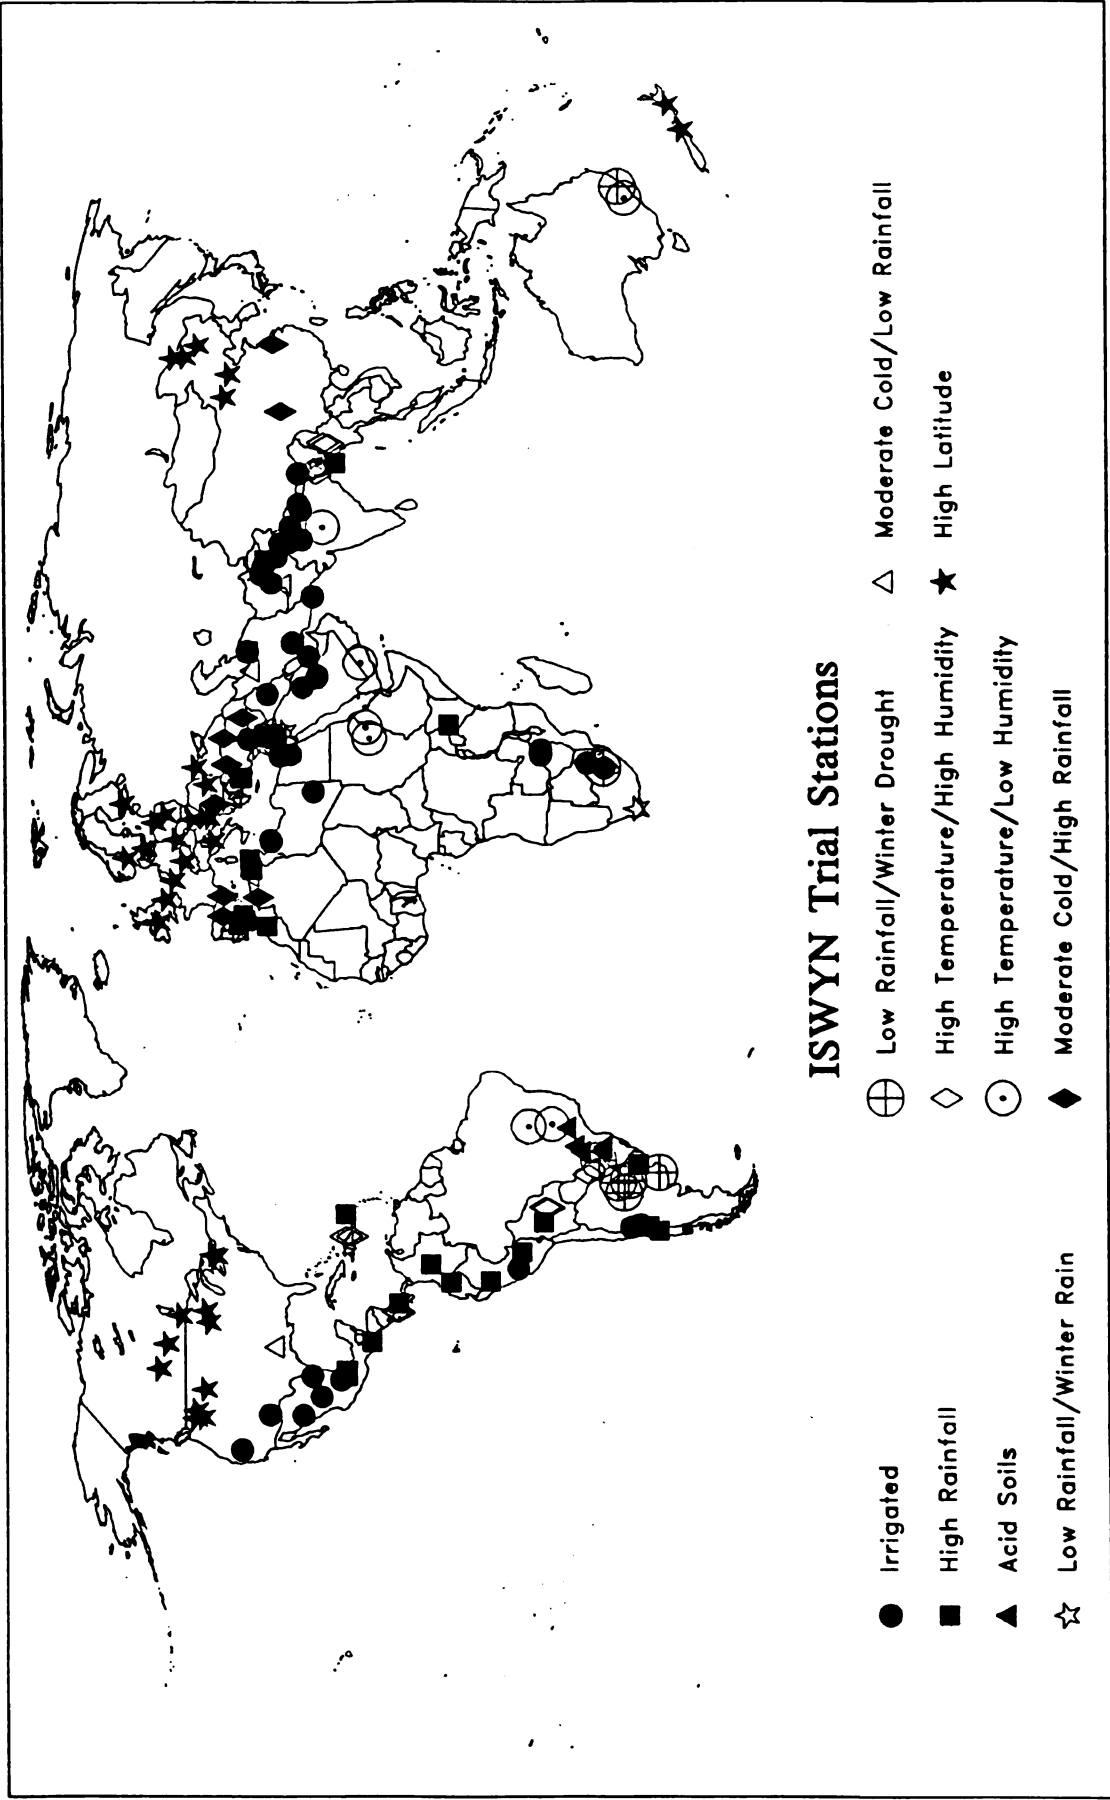 ISWYN Trial Stations
Irrigated
High Rainfall
Acid Soils
Low Rainfall/Winter Rain
Low Rainfall/Winter Drought
High Temperature/High Humidity
High Temperature/Low Humidity
Moderate Cold/High Rainfall
Moderate Cold/Low Rainfall
High Latitude